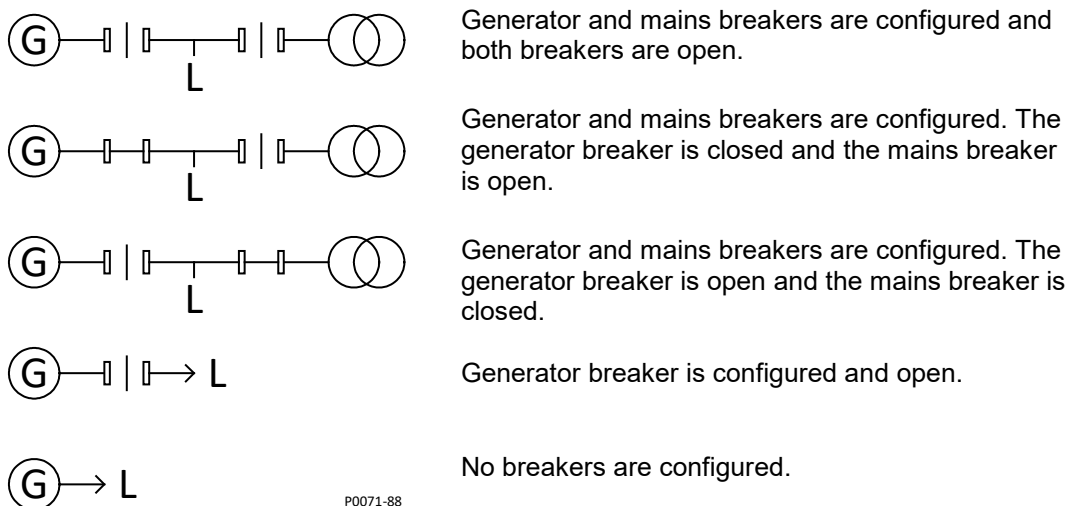 G
L
Generator and mains breakers are configured and
both breakers are open.
G
L
Generator and mains breakers are configured. The
generator breaker is closed and the mains breaker
is open.
G
L
Generator and mains breakers are configured. The
generator breaker is open and the mains breaker is
closed.
G L
Generator breaker is configured and open.
G L
No breakers are configured.
P0071-88